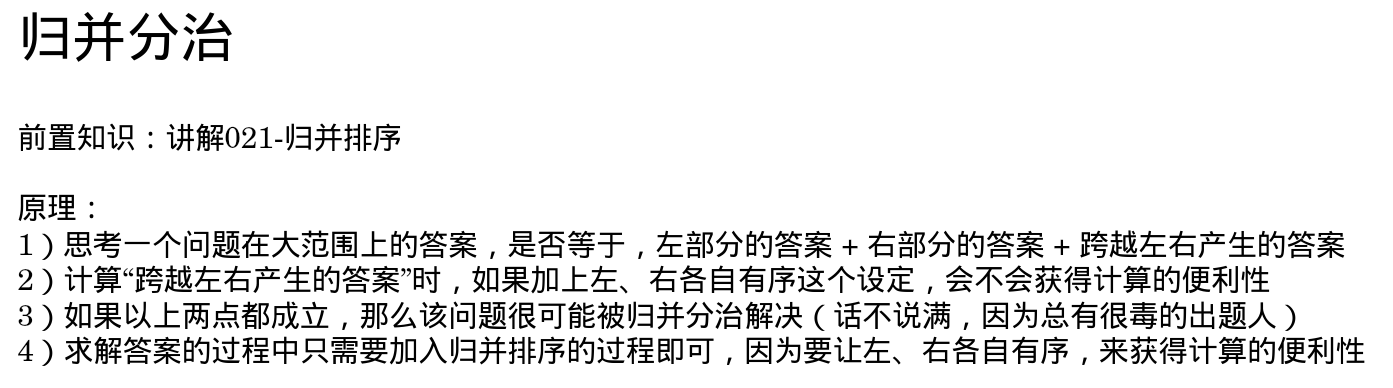 归并分治
前置知识：讲解021-归并排序
原理：
1）思考一个问题在大范围上的答案，是否等于，左部分的答案 + 右部分的答案 + 跨越左右产生的答案
2）计算“跨越左右产生的答案”时，如果加上左、右各自有序这个设定，会不会获得计算的便利性
3）如果以上两点都成立，那么该问题很可能被归并分治解决（话不说满，因为总有很毒的出题人）
4）求解答案的过程中只需要加入归并排序的过程即可，因为要让左、右各自有序，来获得计算的便利性